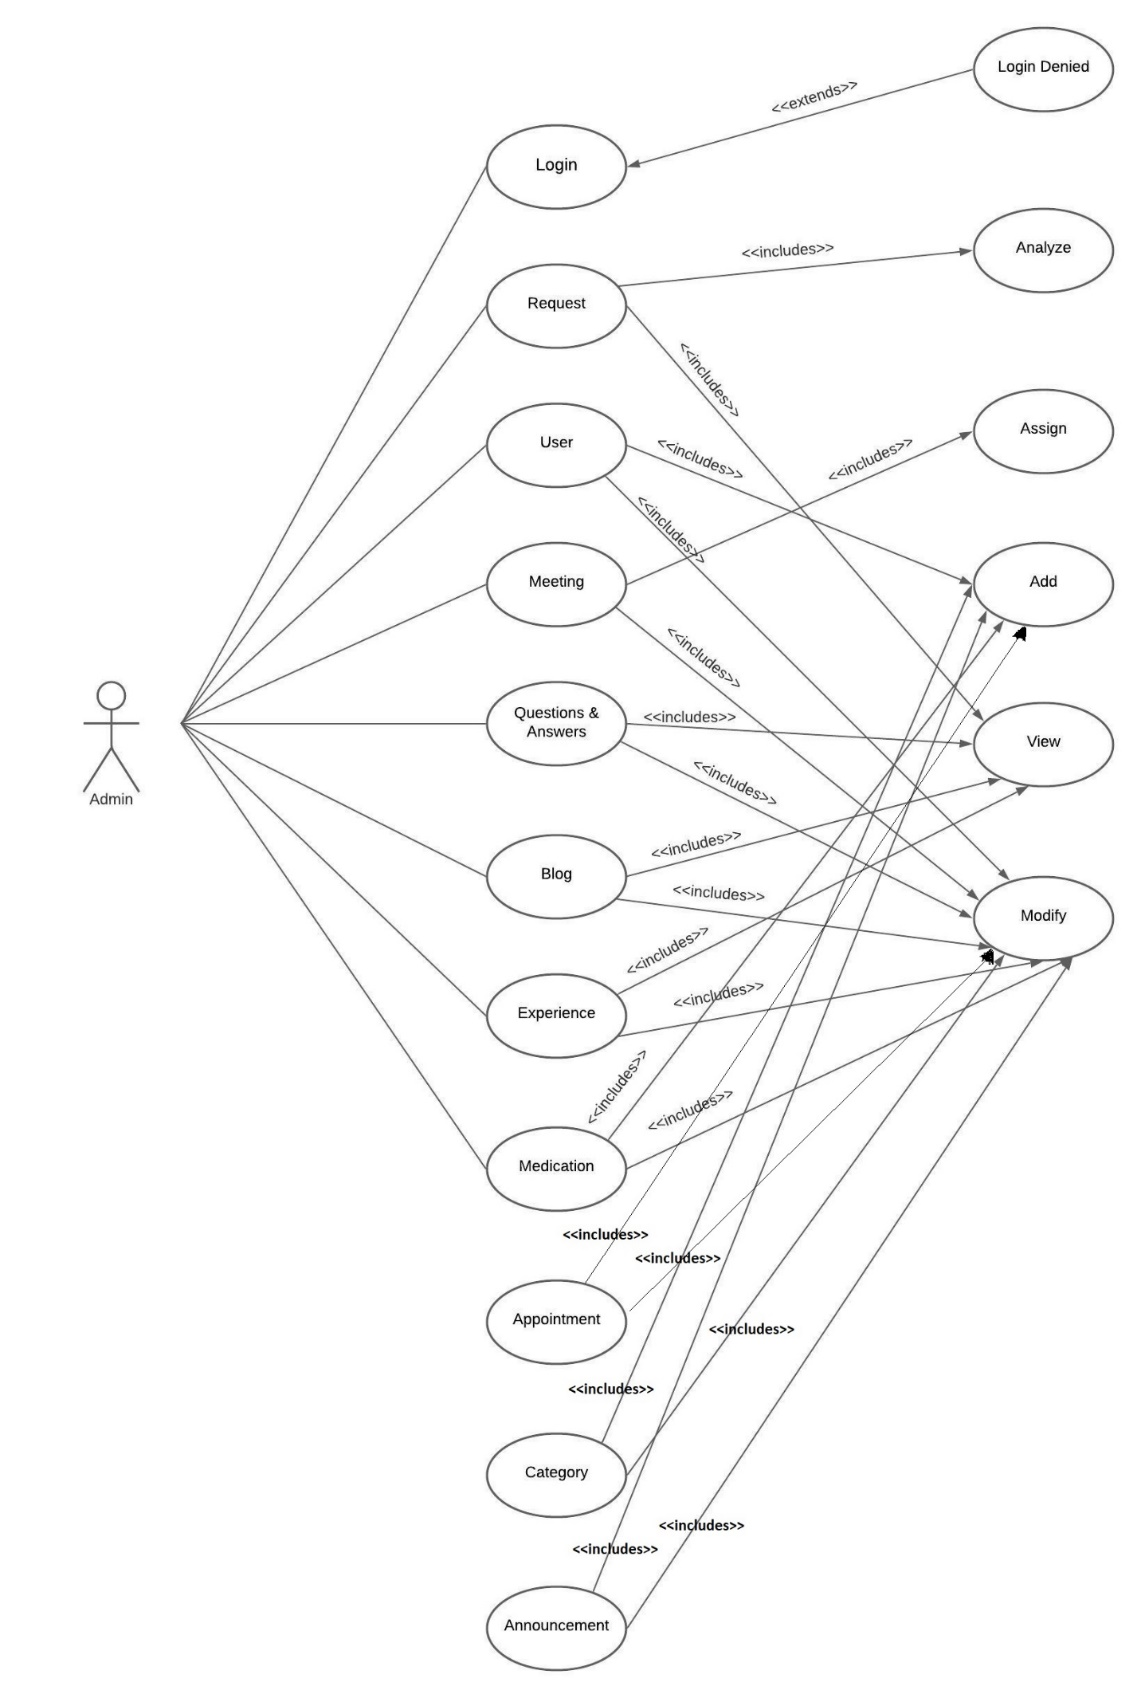 Login Denied
<<extends>>
Login
Analyze
<<includes>>
Request
<<includes>>
Assign
User
<<includes>>
<<includes>>
<<includes>>
Meeting
Add
<<includes>>
Questions &
Answers
<<includes>>
View
Admin
<<includes>>
<<includes>>
Blog
<<includes>>
Modify
<<includes>>
<<includes>>
Experience
<<includes>>
<<includes>>
Medication
<<includes>>
<<includes>>
Appointment
<<includes>>
<<includes>>
Category
<<includes>>
<<includes>>
Announcement